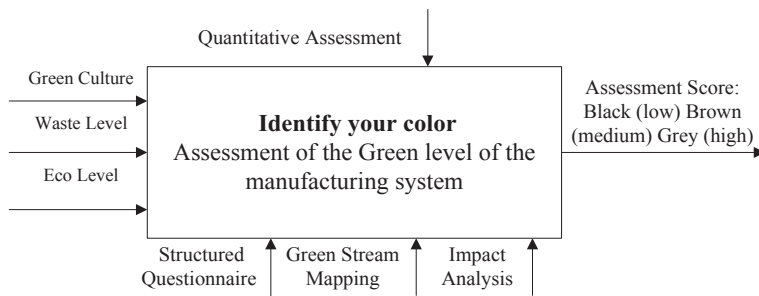 Quantitative Assessment
Green Culture
Waste Level
Eco Level
Identify your color
Assessment of the Green level of the
manufacturing system
Assessment Score:
Black (low) Brown
(medium) Grey (high)
Structured
Questionnaire
Green Stream
Mapping
Impact
Analysis